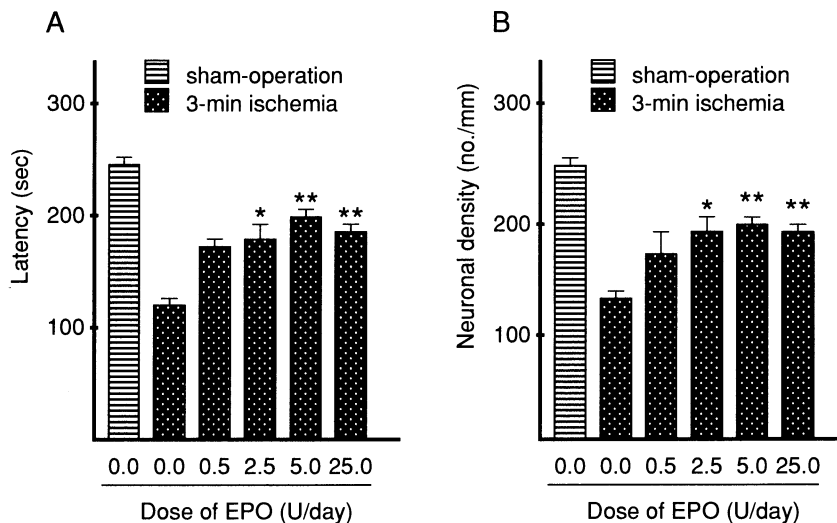 A
sham-operation
3-min ischemia
300
200
100
Latency (sec)
* ** **
0.0 0.0 0.5 2.5 5.0 25.0
Dose of EPO (U/day)
B
sham-operation
3-min ischemia
300
200
100
Neuronal density (no./mm)
* ** **
0.0 0.0 0.5 2.5 5.0 25.0
Dose of EPO (U/day)